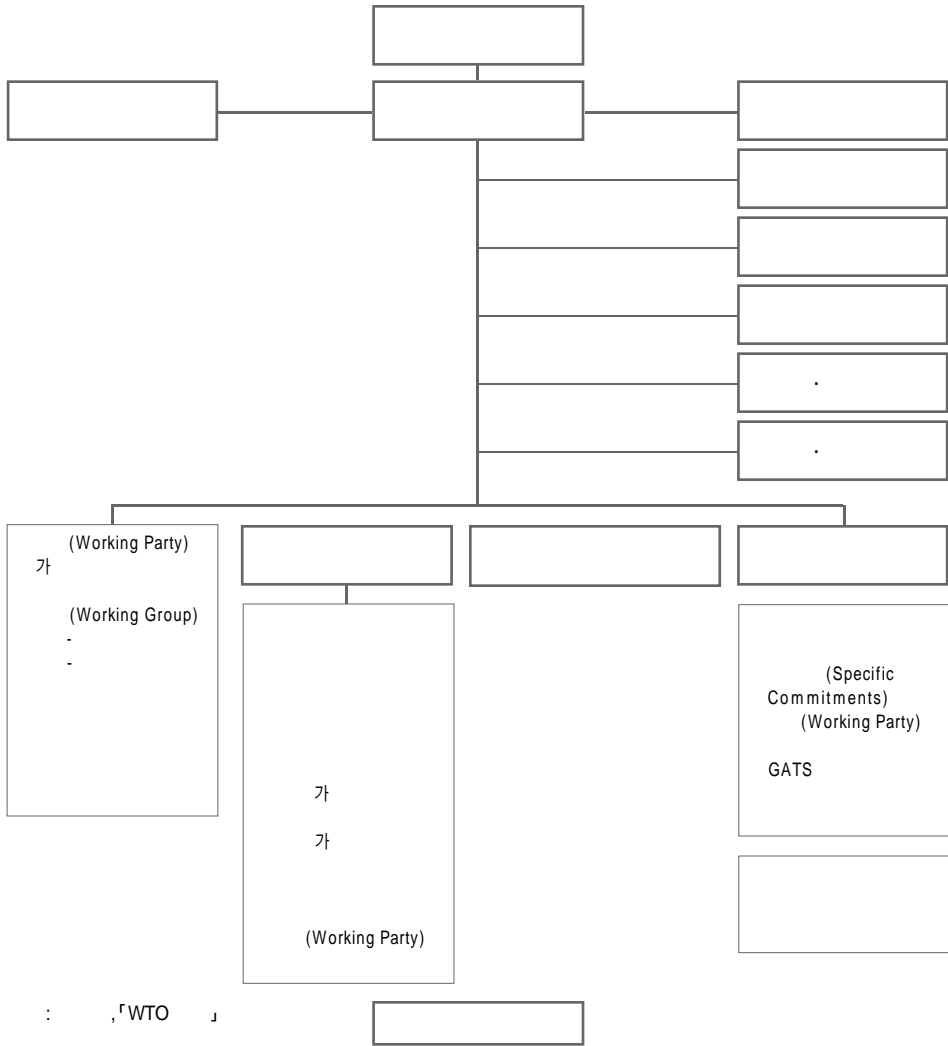 ·
·
(Working Party)
가
(Working Group)
-
-
가
가
(Working Party)
(Specific
Commitments)
(Working Party)
GATS
: ,「WTO 」